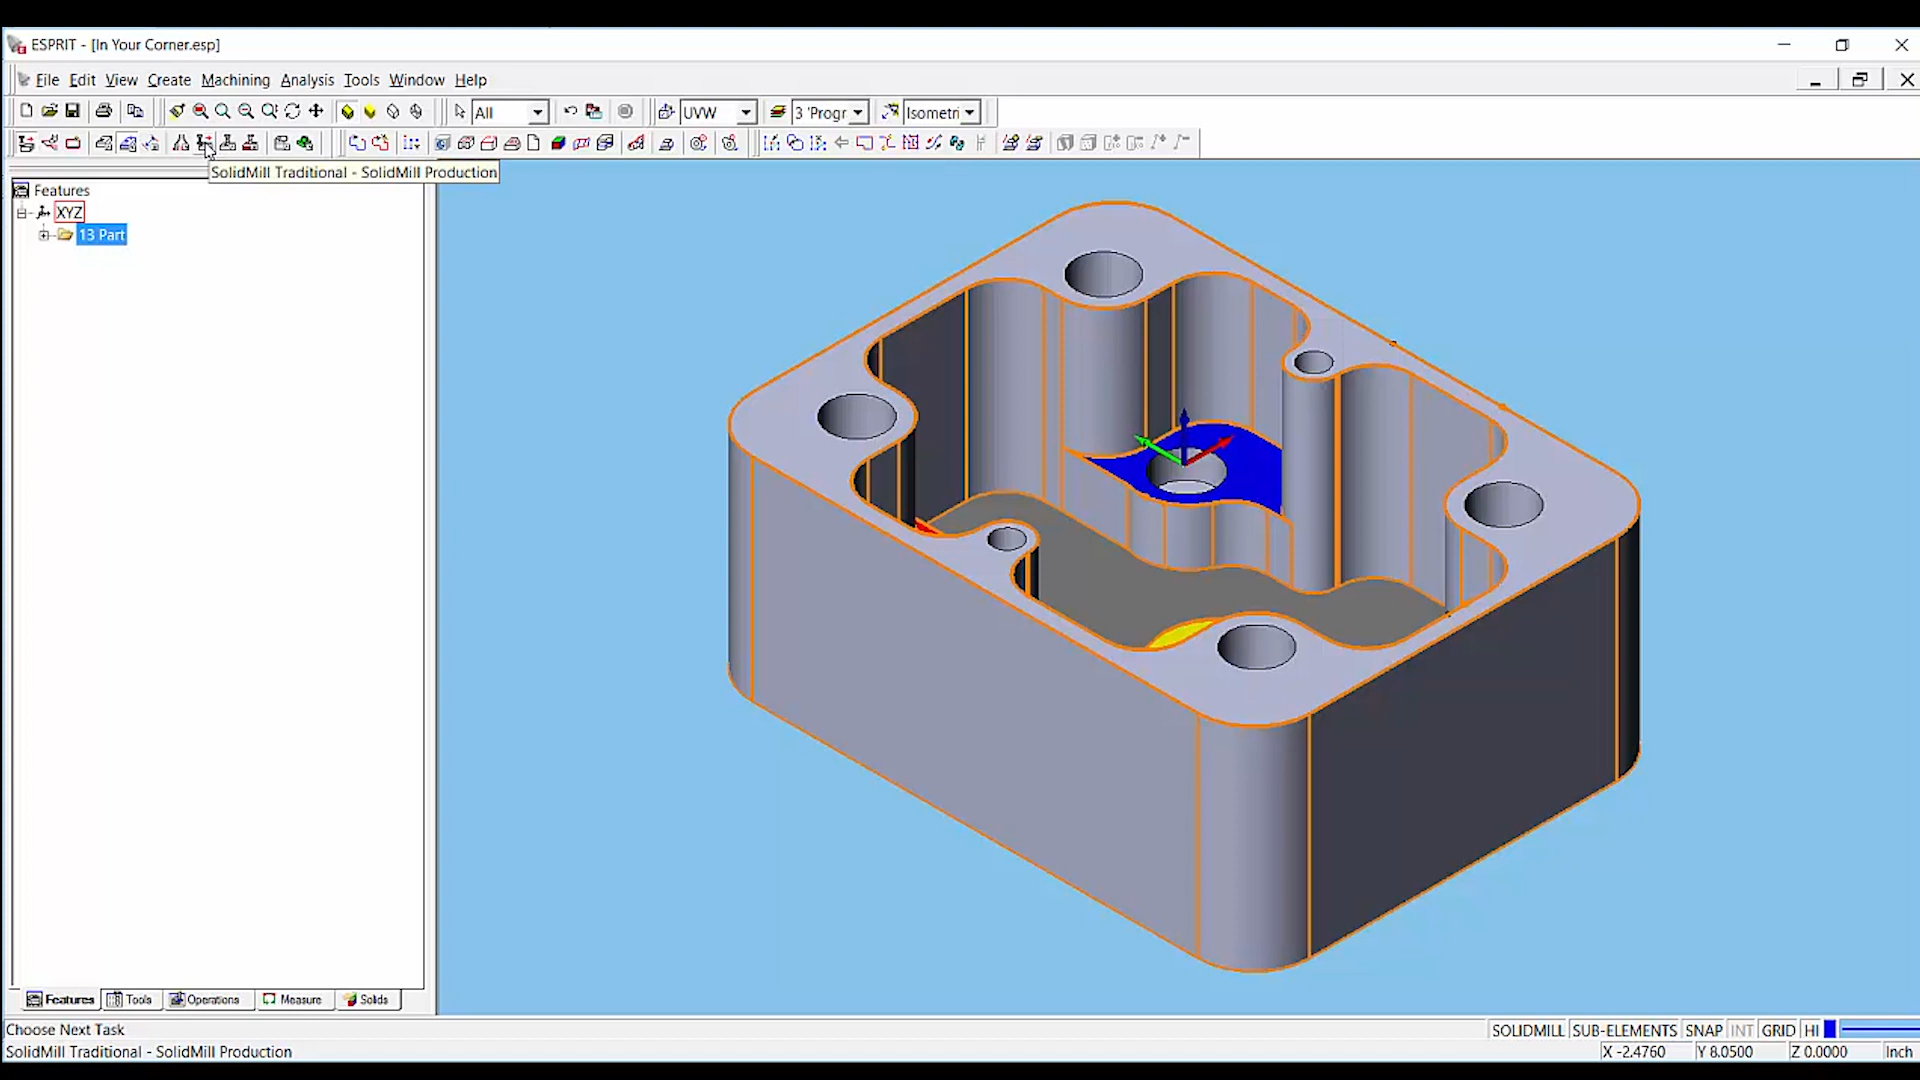 ESPRIT - [In Your Corner.esp]
File Edit View Create Machining Analysis Tools Window Help
All UVW 3 'Progr Isometri
SolidMill Traditional - SolidMill Production
Features
XYZ
13 Part
Features Tools Operations Measure Solids
Choose Next Task SOLIDMILL SUB-ELEMENTS SNAP INT GRID HI
SolidMill Traditional - SolidMill Production X -2.4760 Y 8.0500 Z 0.0000 Inch